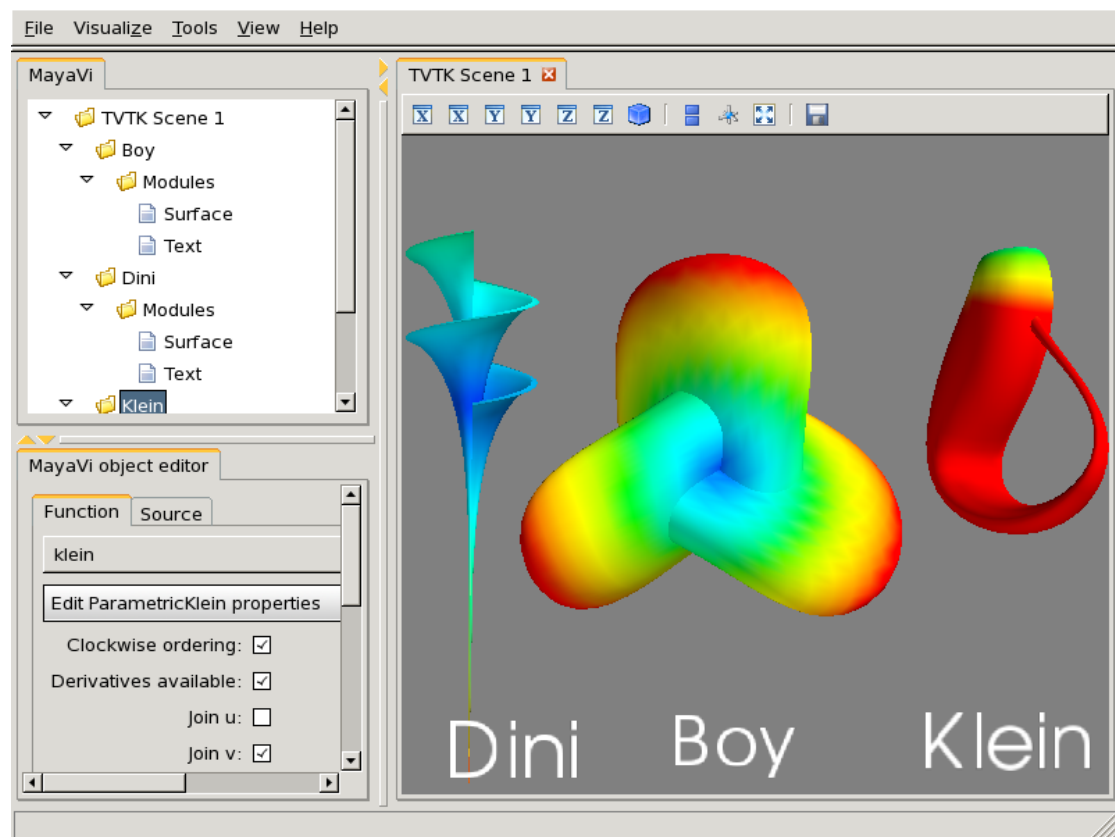 File Visualize Tools View Help
MayaVi
TVTK Scene 1
Boy
Modules
Surface
Text
Dini
Modules
Surface
Text
Klein
MayaVi object editor
Function Source
klein
Edit ParametricKlein properties
Clockwise ordering:
Derivatives available:
Join u:
Join v:
TVTK Scene 1
X X Y Y Z Z
Dini Boy Klein